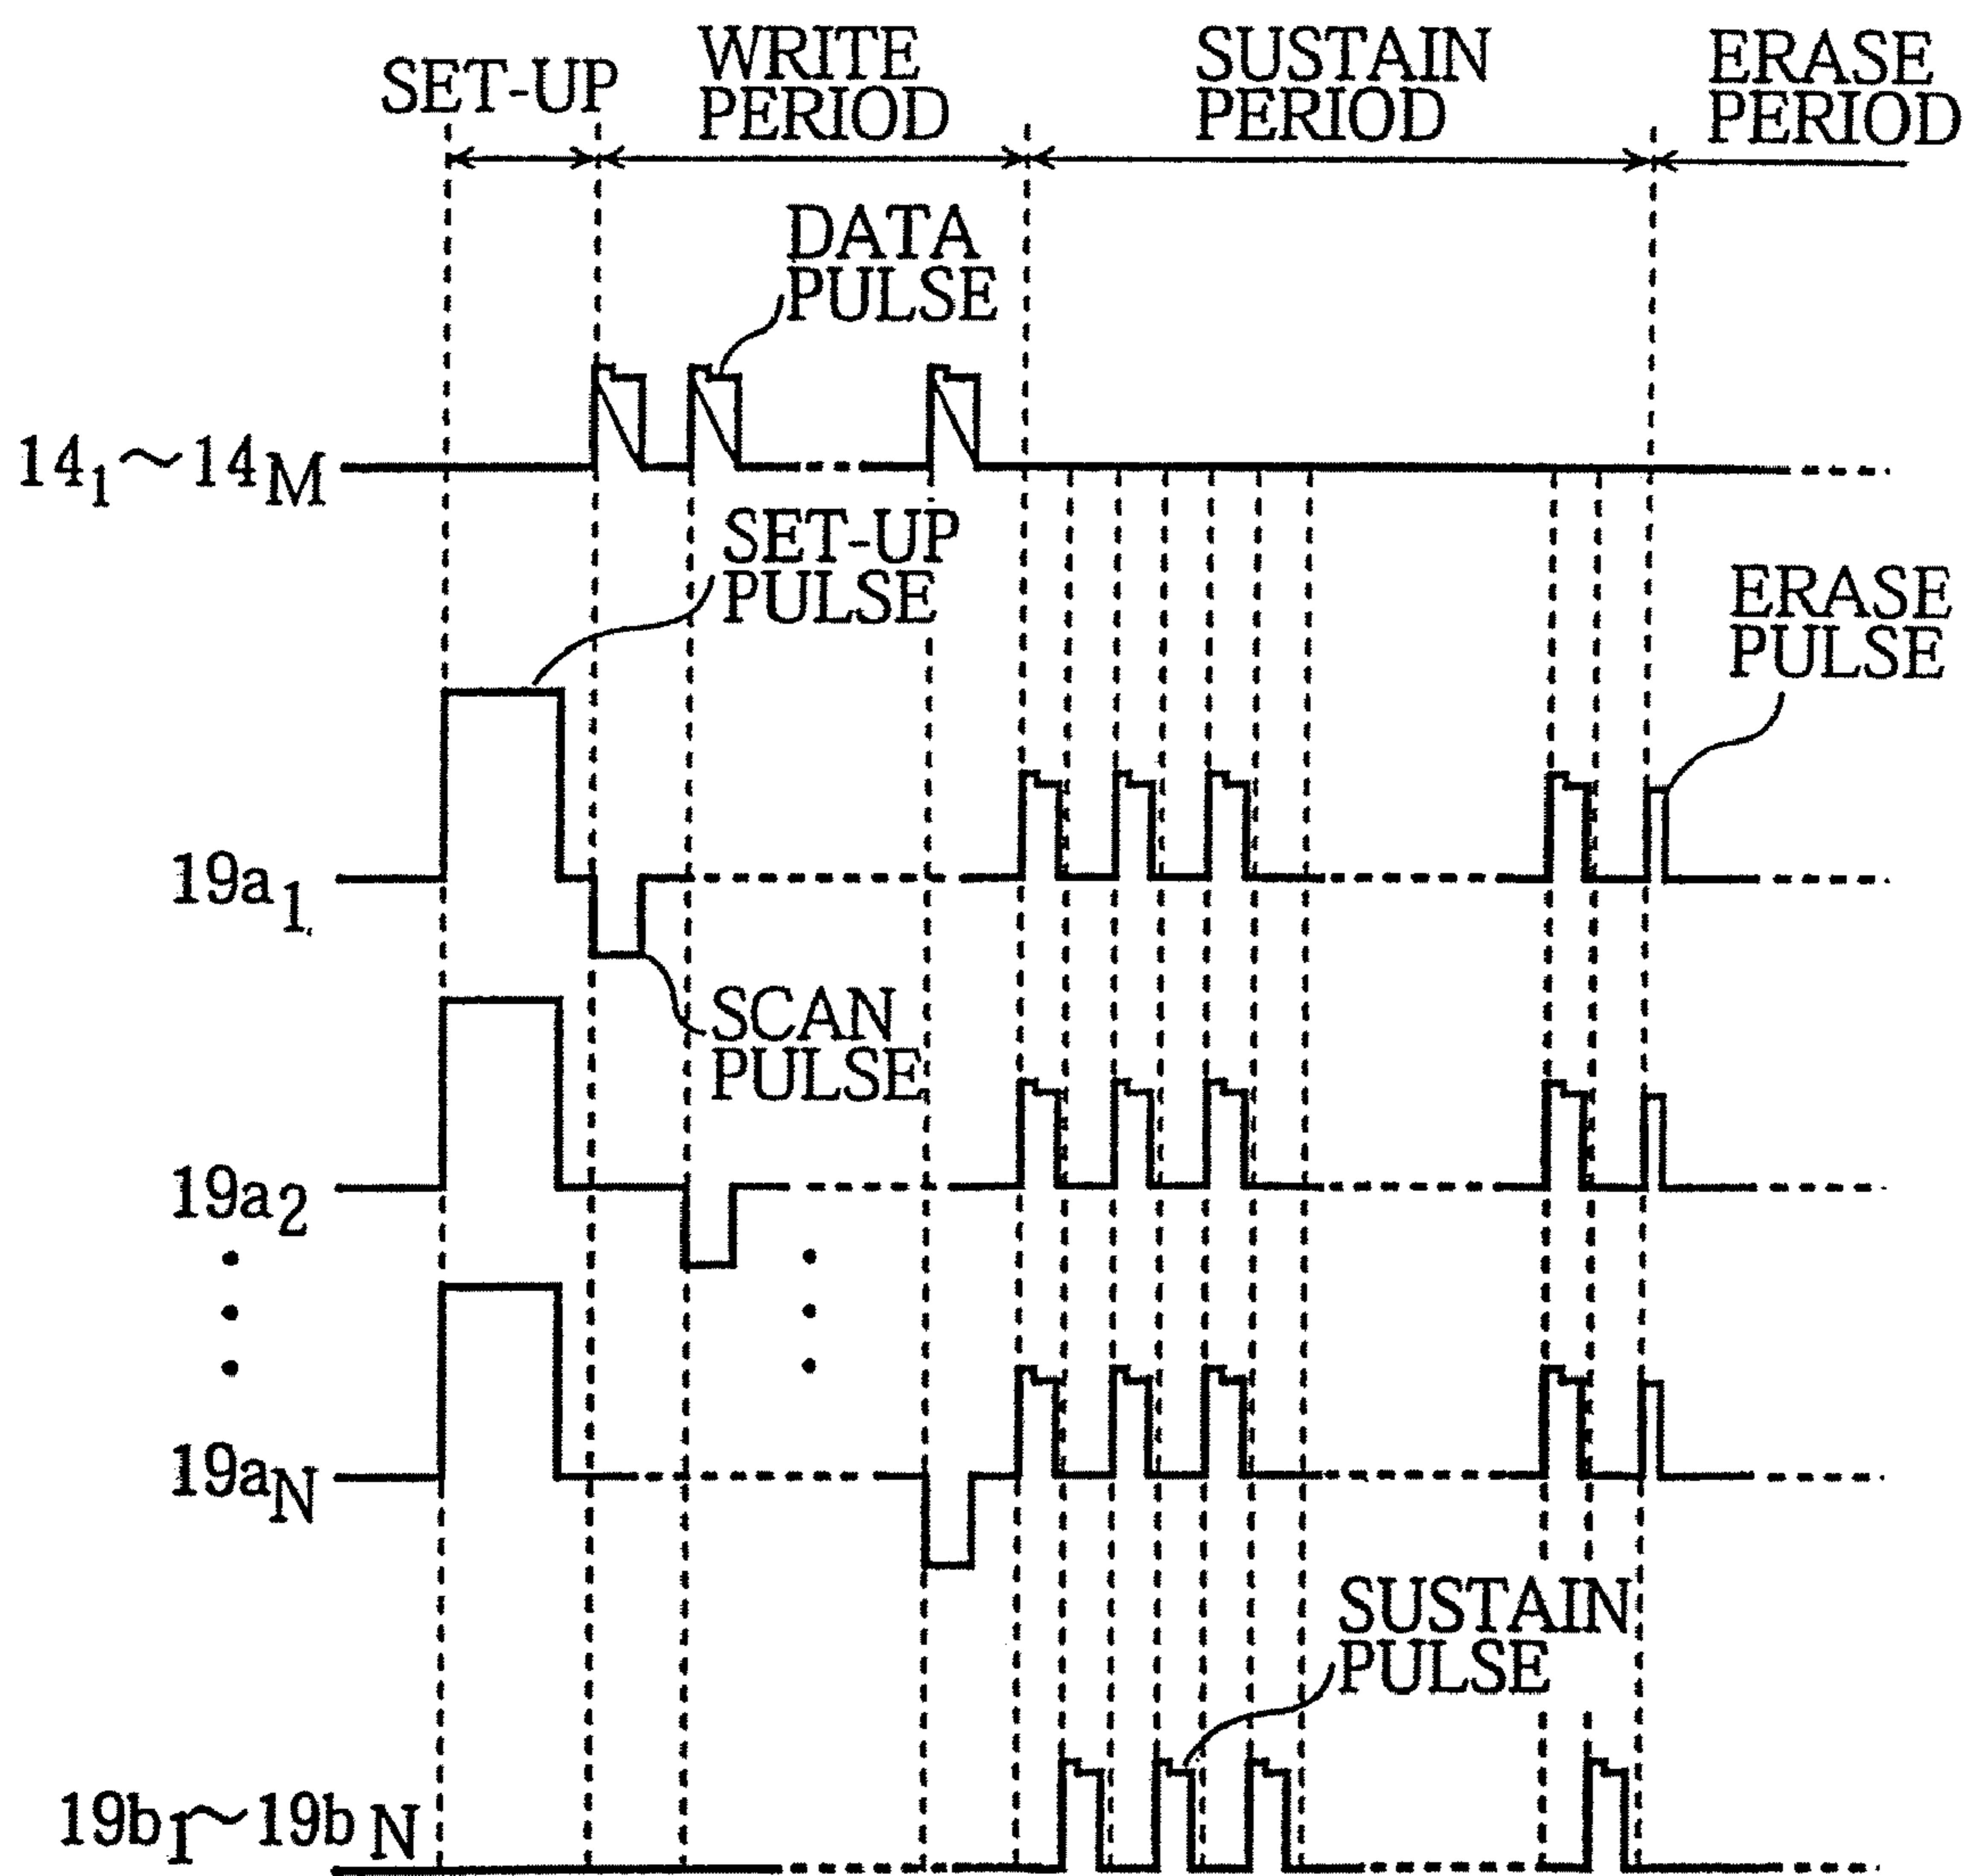 SET-UP
WRITE
PERIOD
SUSTAIN
PERIOD
ERASE
PERIOD
DATA
PULSE
14₁～14M
SET-UP
PULSE
ERASE
PULSE
19a₁
SCAN
PULSE
19a₂
19aN
SUSTAIN
PULSE
19b₁～19bN